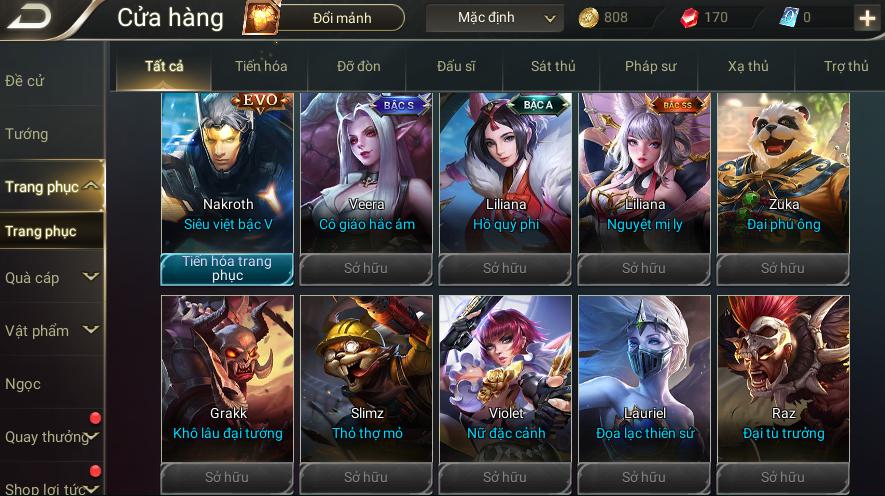 Cửa hàng
Đổi mảnh
Mặc định
808
170
0
Tất cả
Tiến hóa
Đỡ đòn
Đấu sĩ
Sát thủ
Pháp sư
Xạ thủ
Trợ thủ
Đề cử
Tướng
Trang phục
Trang phục
Quà cáp
Vật phẩm
Ngọc
Quay thưởng
Shop lợi tức
EVO
V
Nakroth
Siêu việt bậc V
Tiến hóa trang
phục
BẬC S
Veera
Cô giáo hắc ám
Sở hữu
BẬC A
Liliana
Hồ quý phi
Sở hữu
BẬC SS
Liliana
Nguyệt mị ly
Sở hữu
Zuka
Đại phú ông
Sở hữu
Grakk
Khô lâu đại tướng
Sở hữu
Slimz
Thỏ thợ mỏ
Sở hữu
Violet
Nữ đặc cảnh
Sở hữu
Lauriel
Đọa lạc thiên sứ
Sở hữu
Raz
Đại tù trưởng
Sở hữu